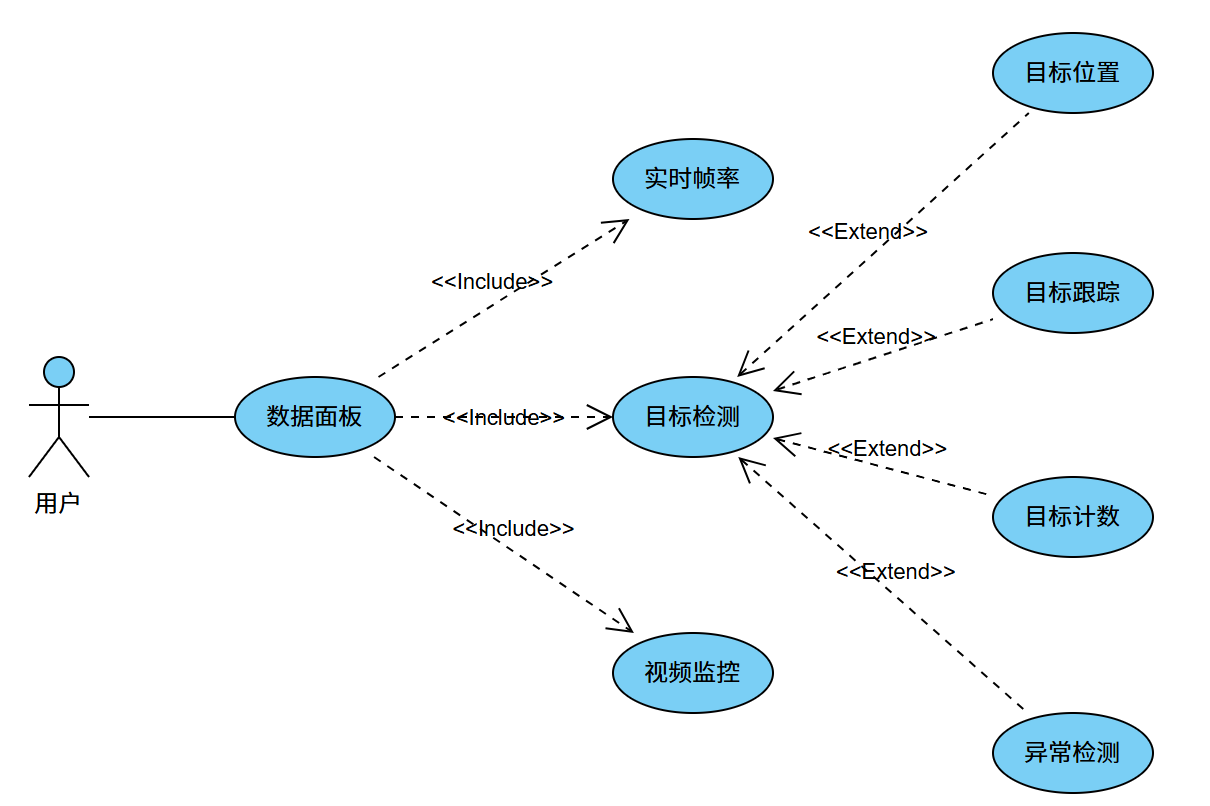 目标位置
实时帧率
<<Extend>>
<<Include>>
目标跟踪
<<Extend>>
数据面板
<<Include>>
目标检测
<<Extend>>
用户
<<Include>>
目标计数
<<Extend>>
视频监控
异常检测